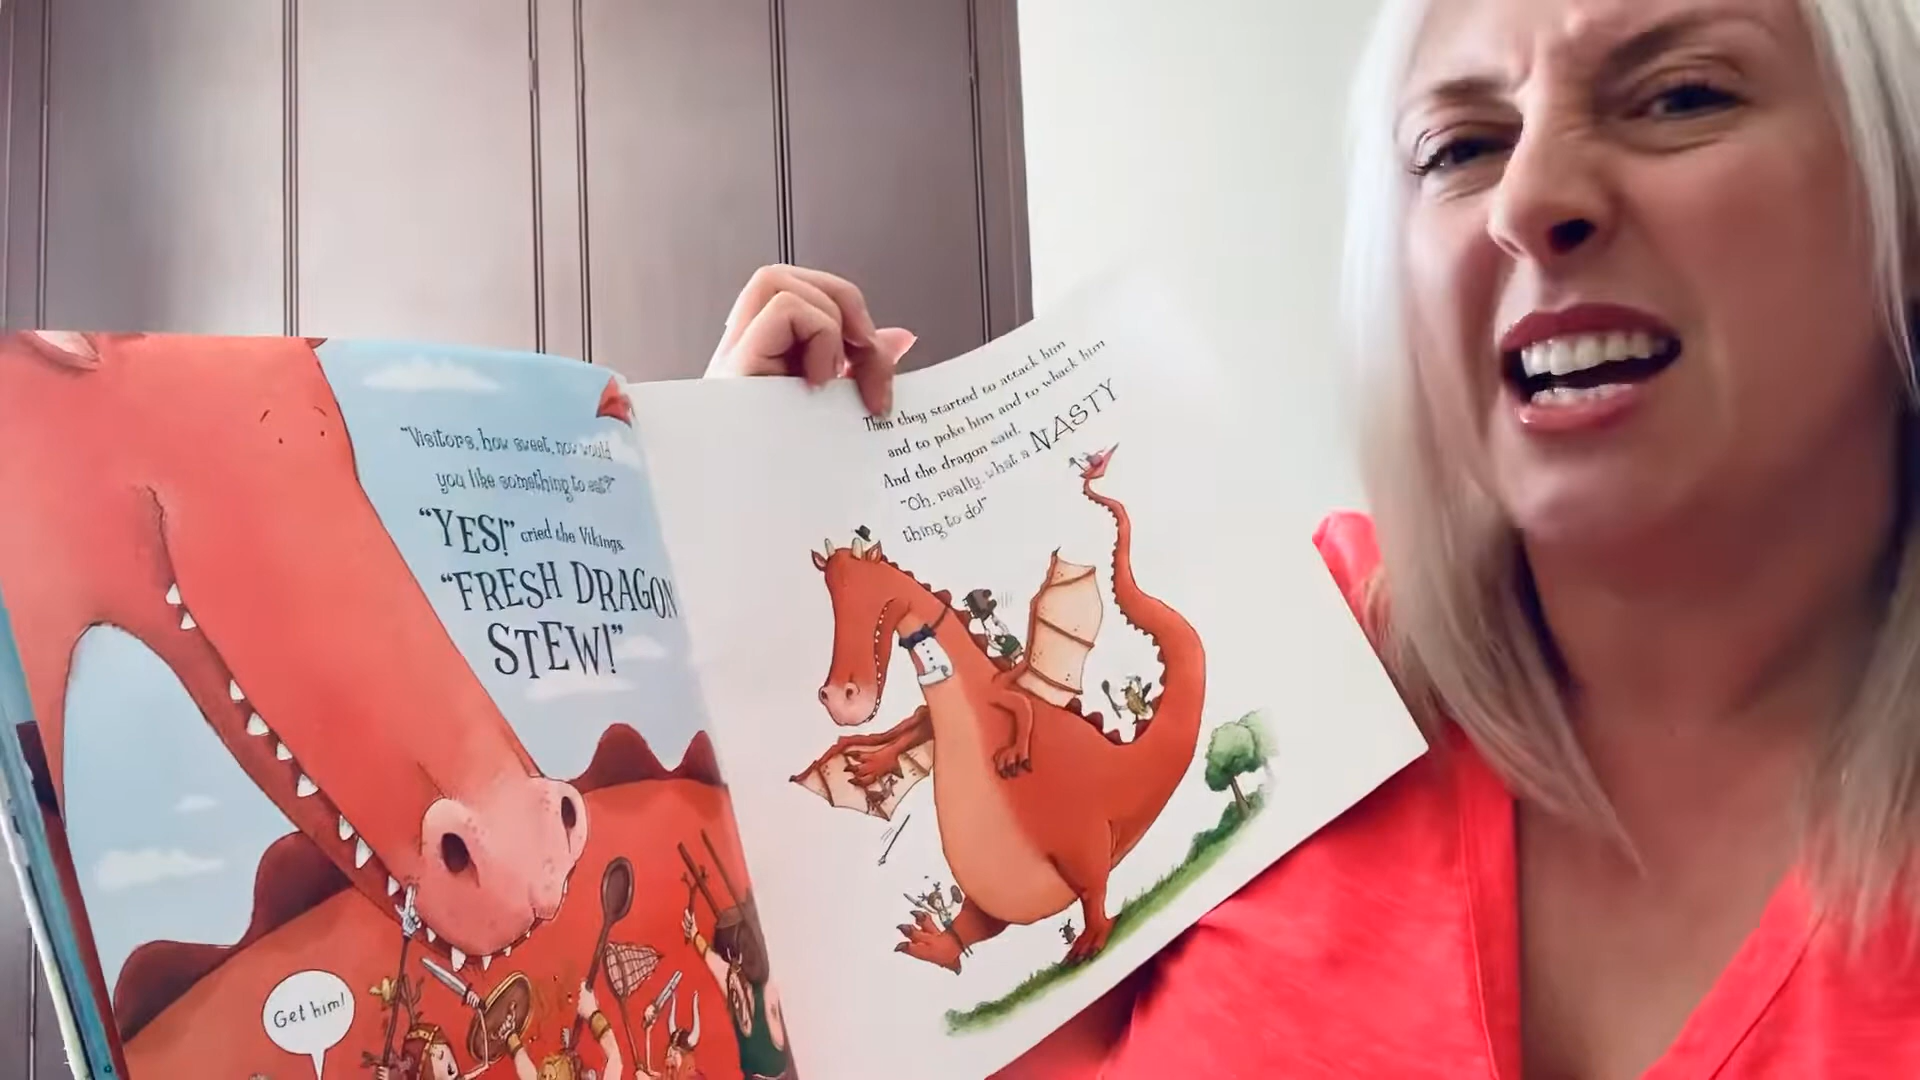 "Visitors, how sweet, now would
you like something to eat?"
"YES!" cried the Vikings.
"FRESH DRAGON
STEW!"
Get him!
Then they started to attack him
and to poke him and to whack him
And the dragon said,
"Oh, really, what a NASTY
thing to do!"